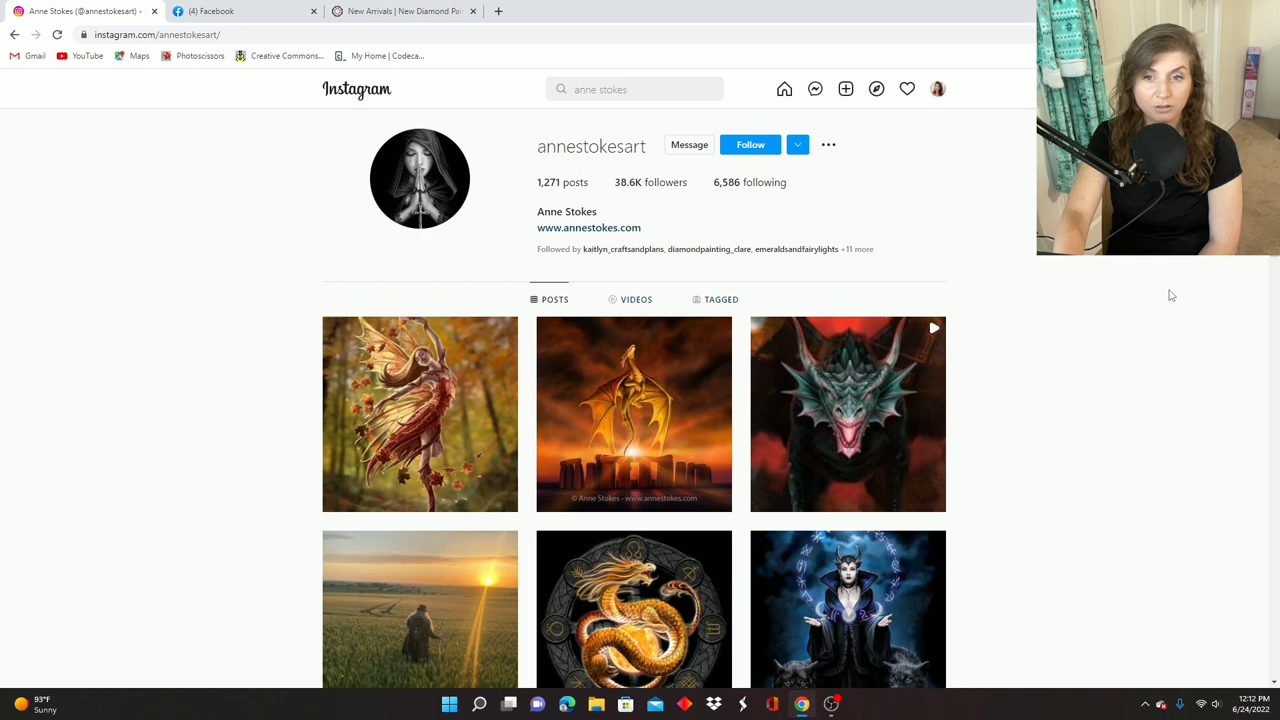 Anne Stokes (@annestokesart) •
(4) Facebook
New Arrivals | New Diamond Pai
instagram.com/annestokesart/
Gmail
YouTube
Maps
Photoscissors
Creative Commons...
My Home | Codeca...
Instagram
anne stokes
annestokesart
Message
Follow
1,271 posts
38.6K followers
6,586 following
Anne Stokes
www.annestokes.com
Followed by kaitlyn_craftsandplans, diamondpainting_clare, emeraldsandfairylights +11 more
POSTS
VIDEOS
TAGGED
© Anne Stokes - www.annestokes.com
93°F
Sunny
12:12 PM
6/24/2022